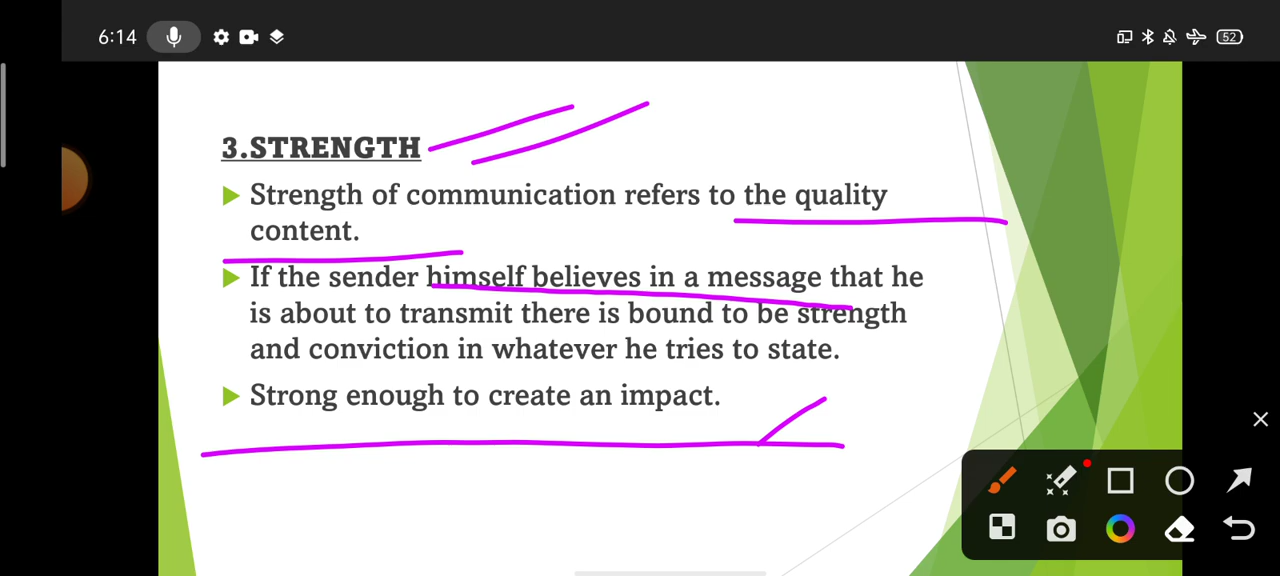 6:14
52
3.STRENGTH
Strength of communication refers to the quality
content.
If the sender himself believes in a message that he
is about to transmit there is bound to be strength
and conviction in whatever he tries to state.
Strong enough to create an impact.